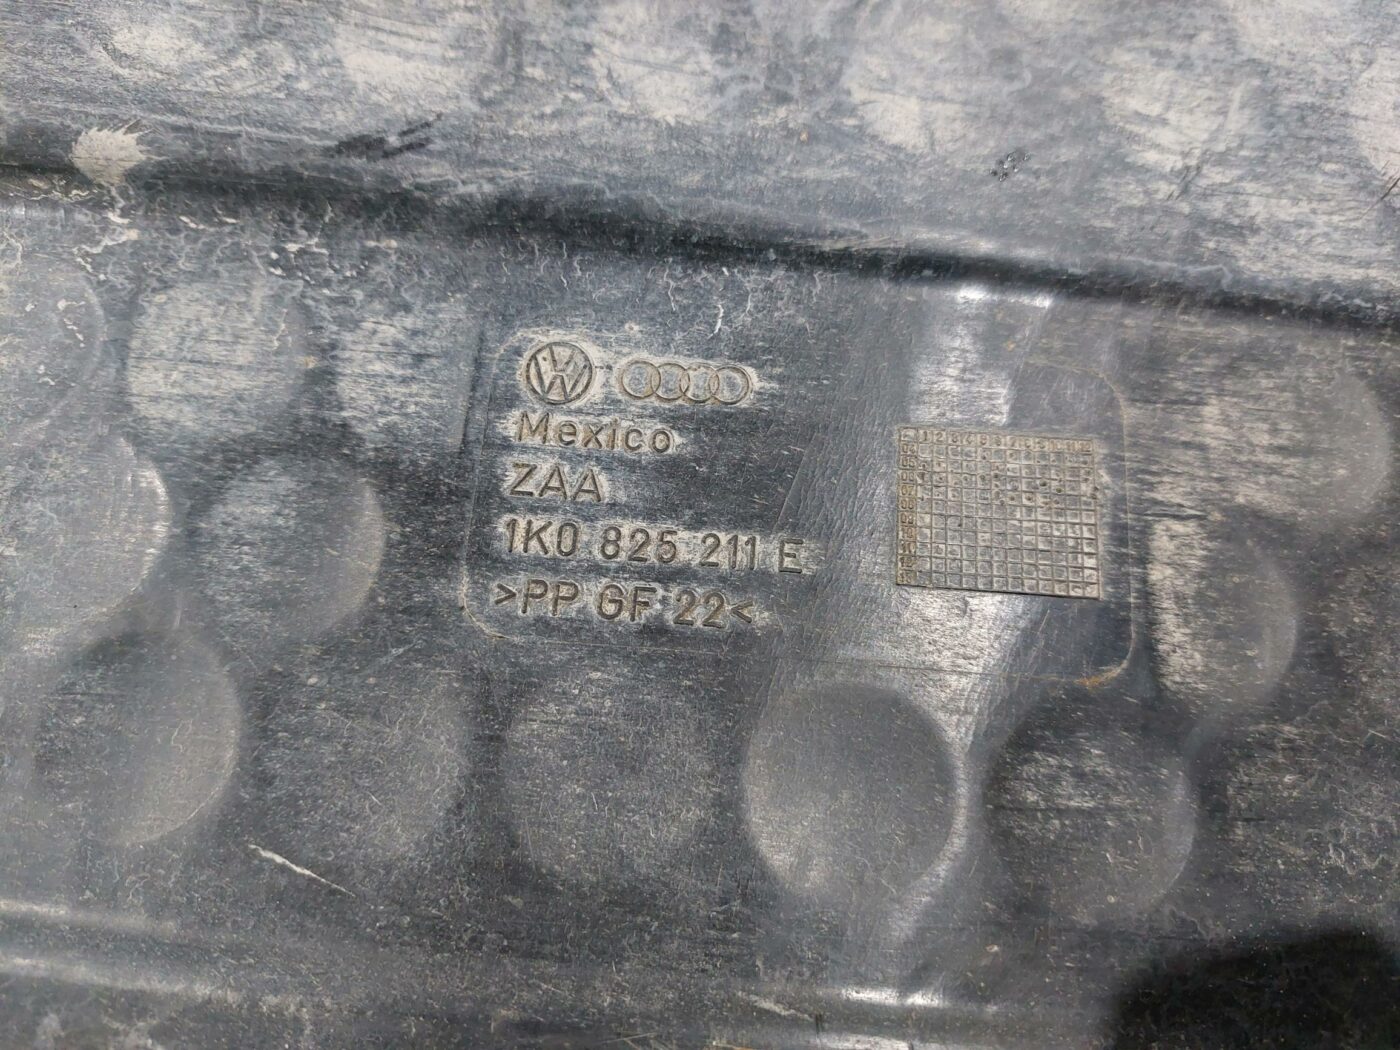 Mexico
ZAA
1K0 825 211 E
>PP GF 22<